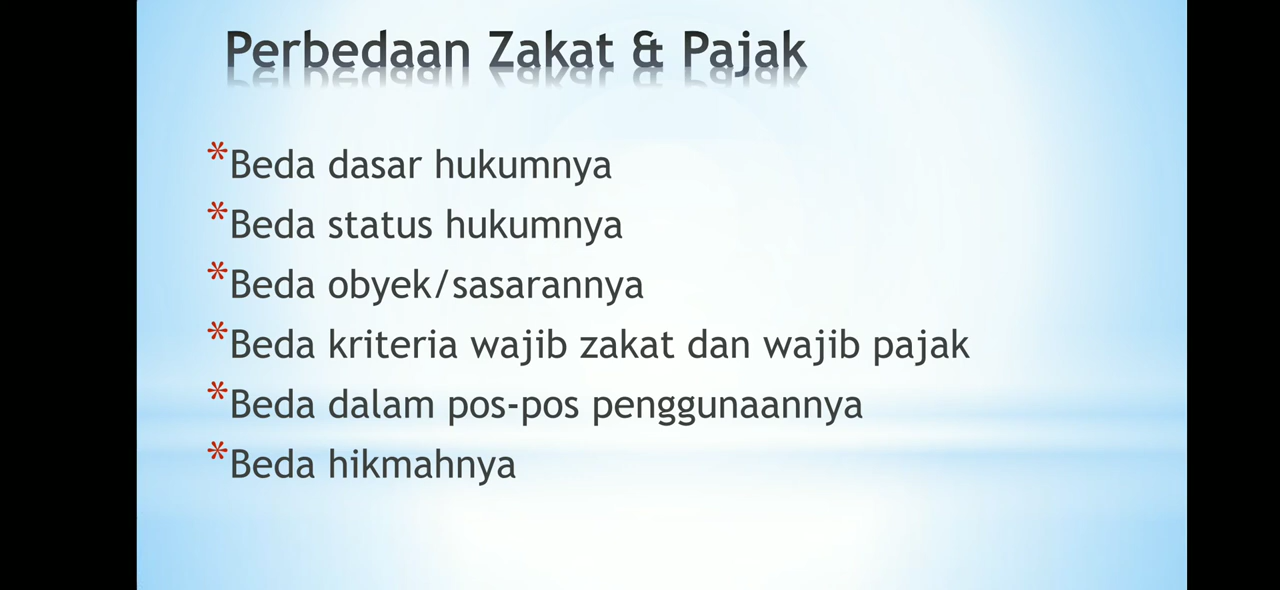 Perbedaan Zakat & Pajak
*Beda dasar hukumnya
*Beda status hukumnya
*Beda obyek/sasarannya
*Beda kriteria wajib zakat dan wajib pajak
*Beda dalam pos-pos penggunaannya
*Beda hikmahnya